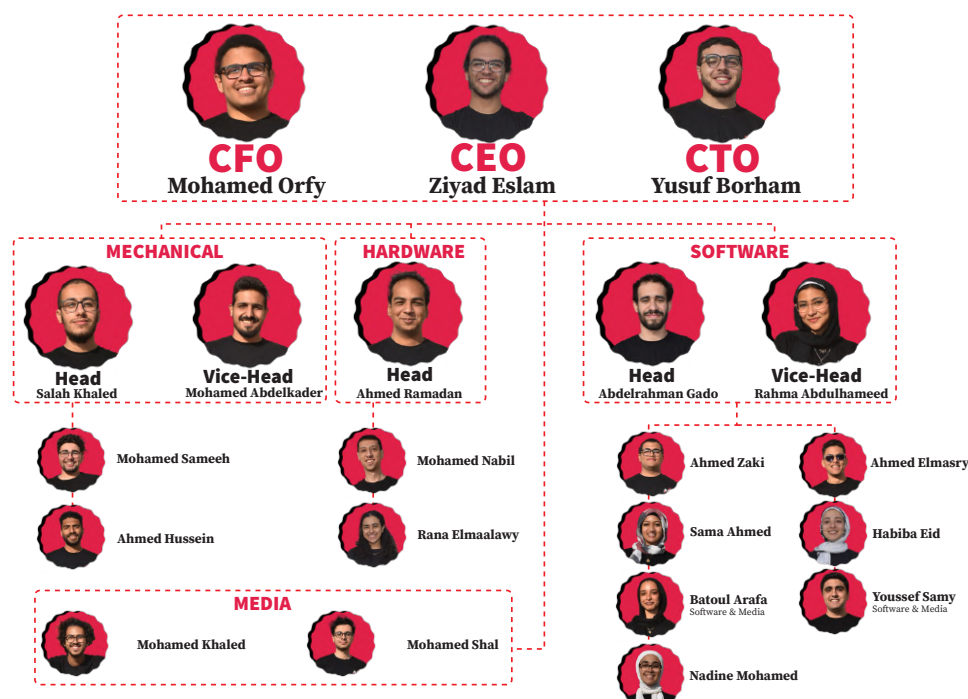 CFO
Mohamed Orfy
CEO
Ziyad Eslam
CTO
Yusuf Borham
MECHANICAL
Head
Salah Khaled
Vice-Head
Mohamed Abdelkader
Mohamed Sameeh
Ahmed Hussein
HARDWARE
Head
Ahmed Ramadan
Mohamed Nabil
Rana Elmaalawy
SOFTWARE
Head
Abdelrahman Gado
Vice-Head
Rahma Abdulhameed
Ahmed Zaki
Sama Ahmed
Batoul Arafa
Software & Media
Nadine Mohamed
Ahmed Elmasry
Habiba Eid
Youssef Samy
Software & Media
MEDIA
Mohamed Khaled
Mohamed Shal